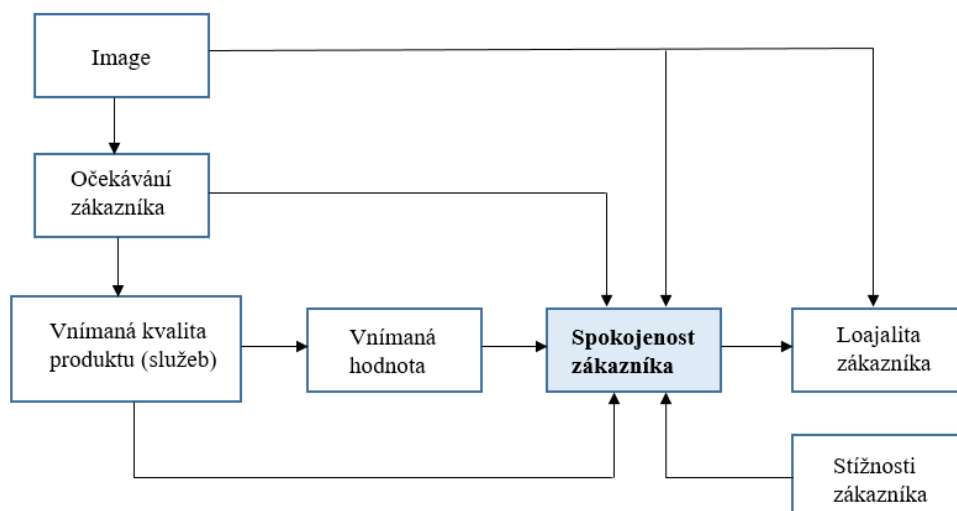 Image
Očekávání
zákazníka
Vnímaná kvalita
produktu (služeb)
Vnímaná
hodnota
Spokojenost
zákazníka
Loajalita
zákazníka
Stížnosti
zákazníka